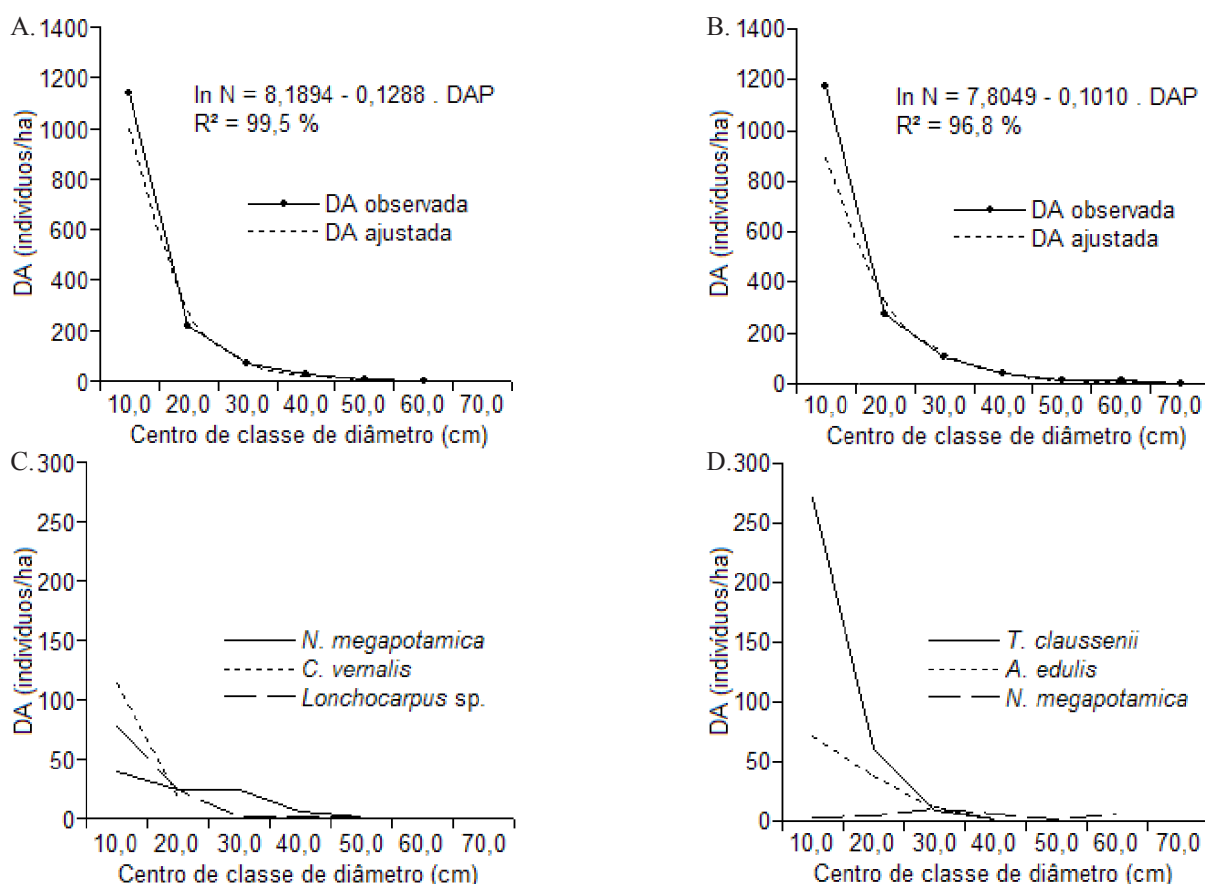 A.
1400
1200
1000
800
600
400
200
0
DA (indivíduos/ha)
ln N = 8,1894 - 0,1288 . DAP
R² = 99,5 %
DA observada
DA ajustada
10,0 20,0 30,0 40,0 50,0 60,0 70,0
Centro de classe de diâmetro (cm)
B.
1400
1200
1000
800
600
400
200
0
DA (indivíduos/ha)
ln N = 7,8049 - 0,1010 . DAP
R² = 96,8 %
DA observada
DA ajustada
10,0 20,0 30,0 40,0 50,0 60,0 70,0
Centro de classe de diâmetro (cm)
C.
300
250
200
150
100
50
0
DA (indivíduos/ha)
N. megapotamica
C. vernalis
Lonchocarpus sp.
10,0 20,0 30,0 40,0 50,0 60,0 70,0
Centro de classe de diâmetro (cm)
D.
300
250
200
150
100
50
0
DA (indivíduos/ha)
T. claussenii
A. edulis
N. megapotamica
10,0 20,0 30,0 40,0 50,0 60,0 70,0
Centro de classe de diâmetro (cm)